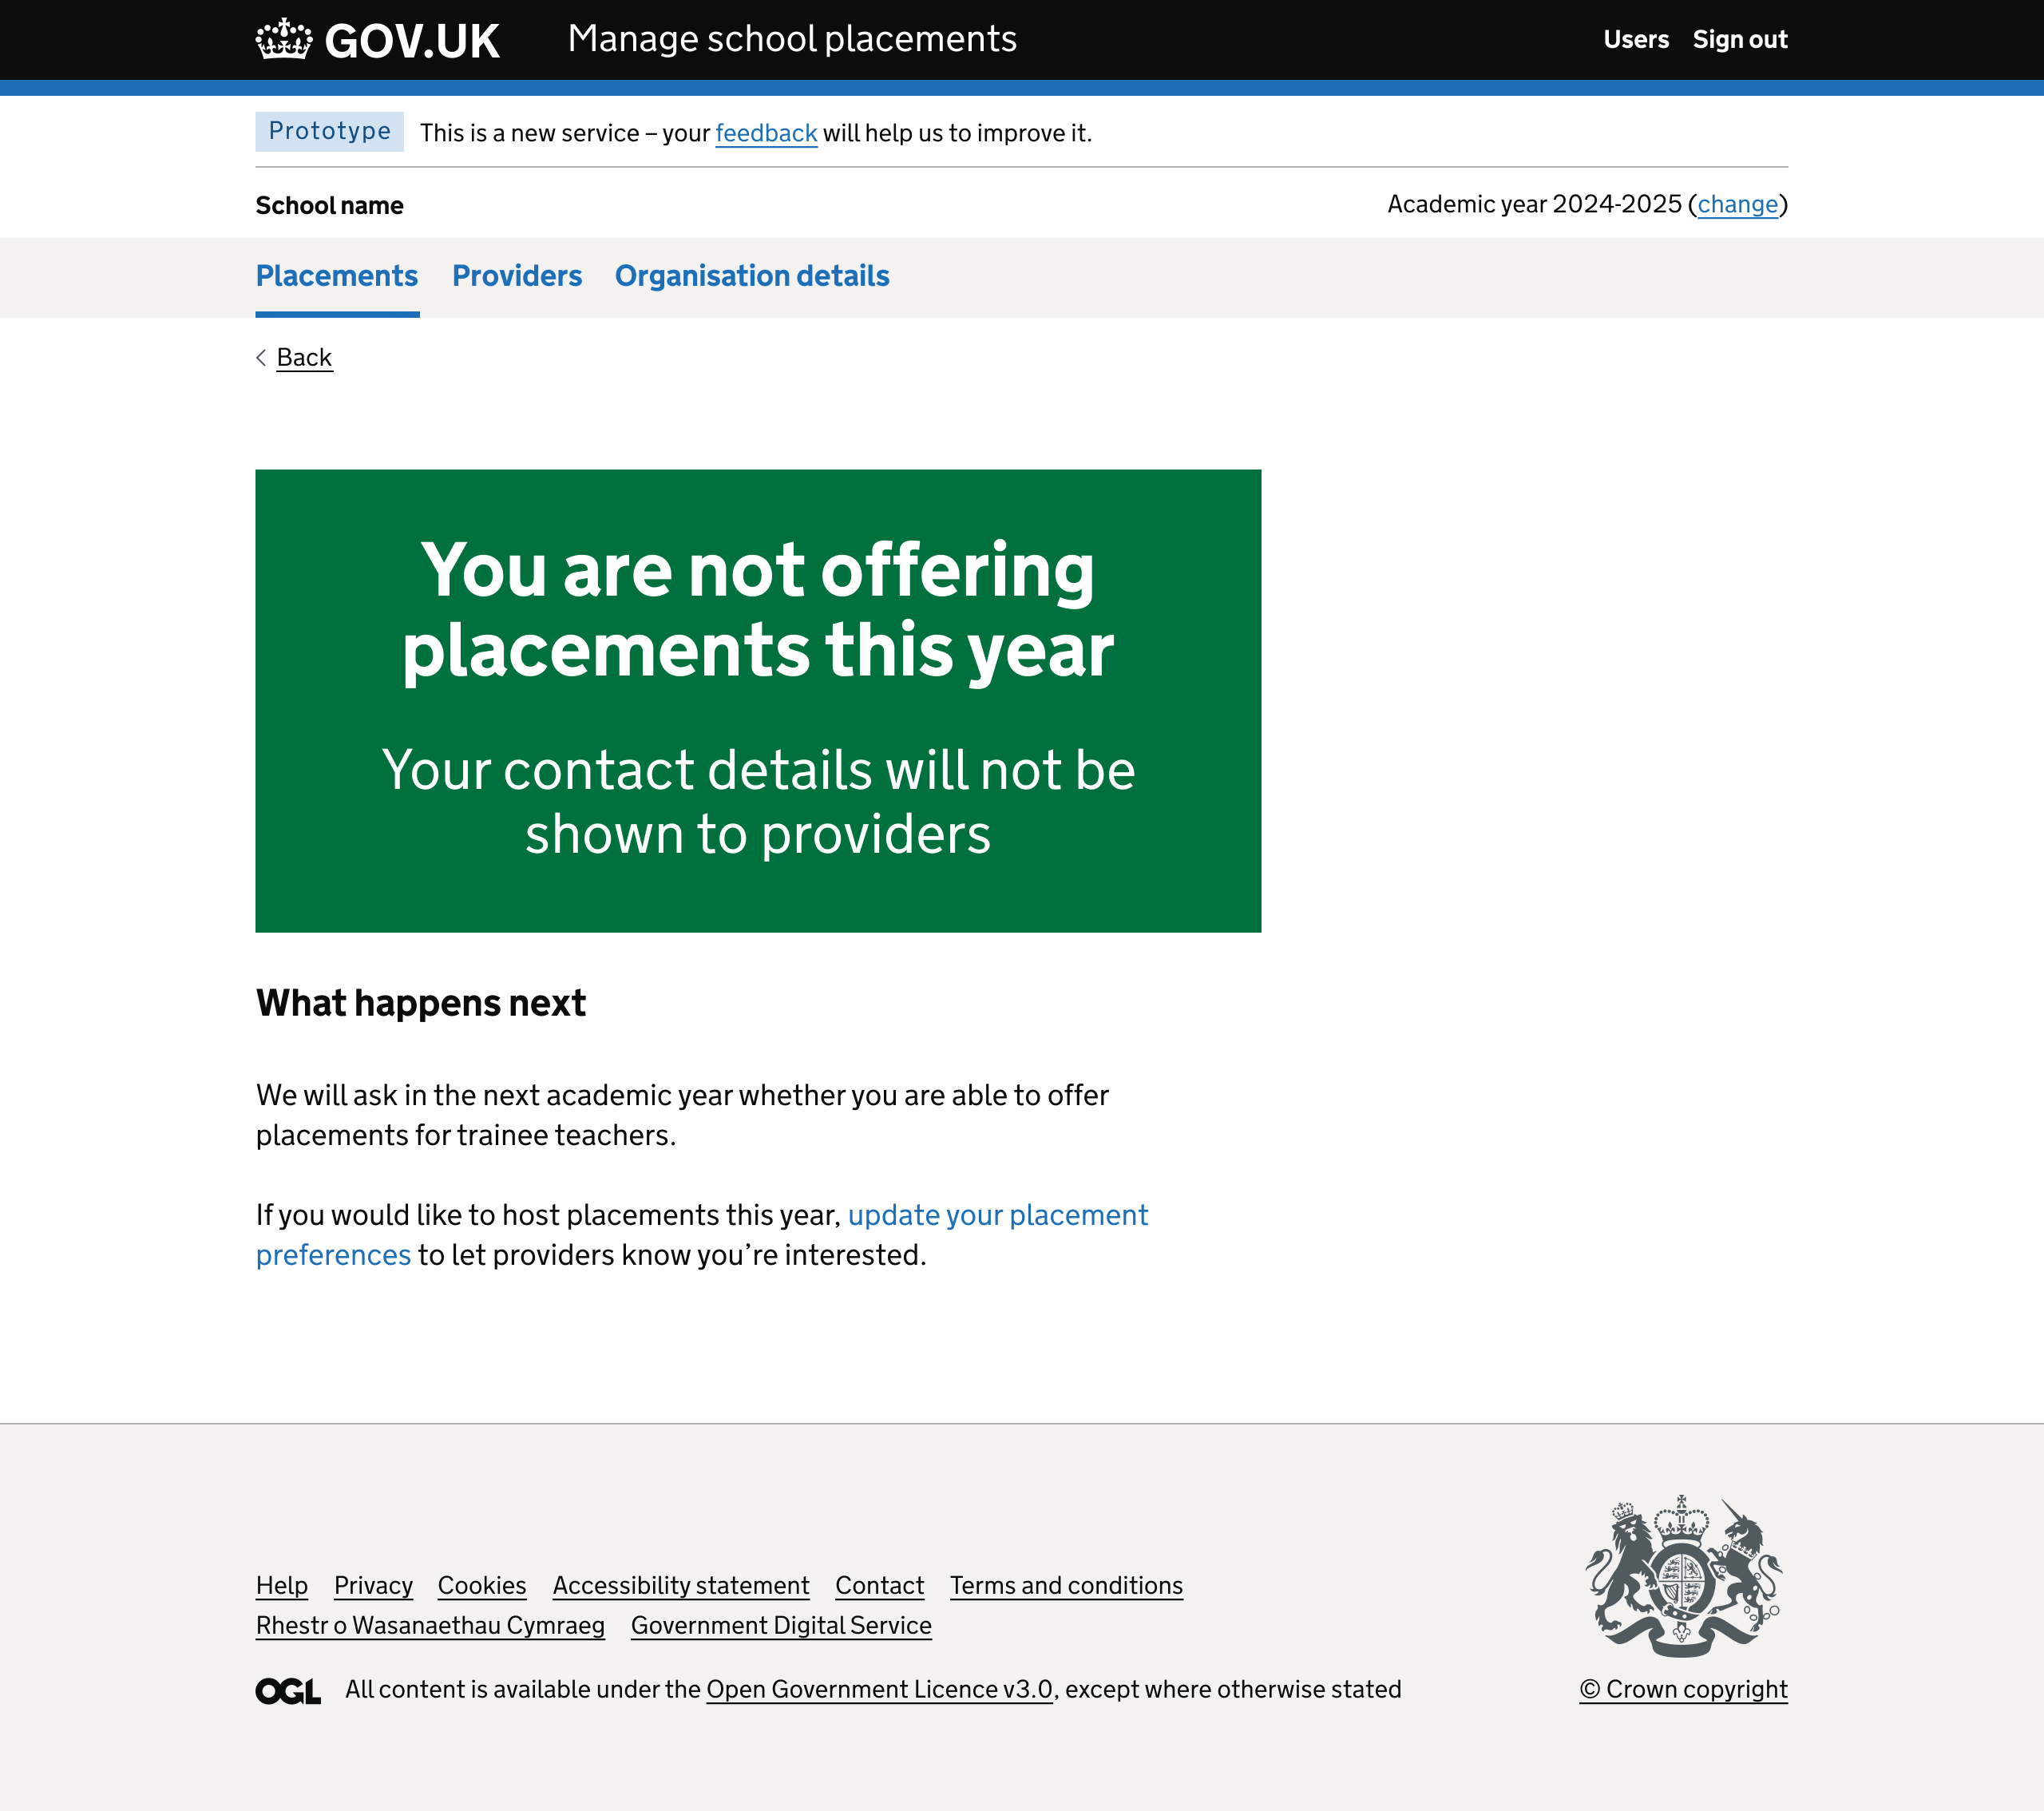 GOV.UK Manage school placements Users Sign out
Prototype This is a new service – your feedback will help us to improve it.
School name Academic year 2024-2025 (change)
Placements Providers Organisation details
Back
You are not offering
placements this year
Your contact details will not be
shown to providers
What happens next
We will ask in the next academic year whether you are able to offer
placements for trainee teachers.
If you would like to host placements this year, update your placement
preferences to let providers know you’re interested.
Help Privacy Cookies Accessibility statement Contact Terms and conditions
Rhestr o Wasanaethau Cymraeg Government Digital Service
OGL All content is available under the Open Government Licence v3.0, except where otherwise stated
© Crown copyright